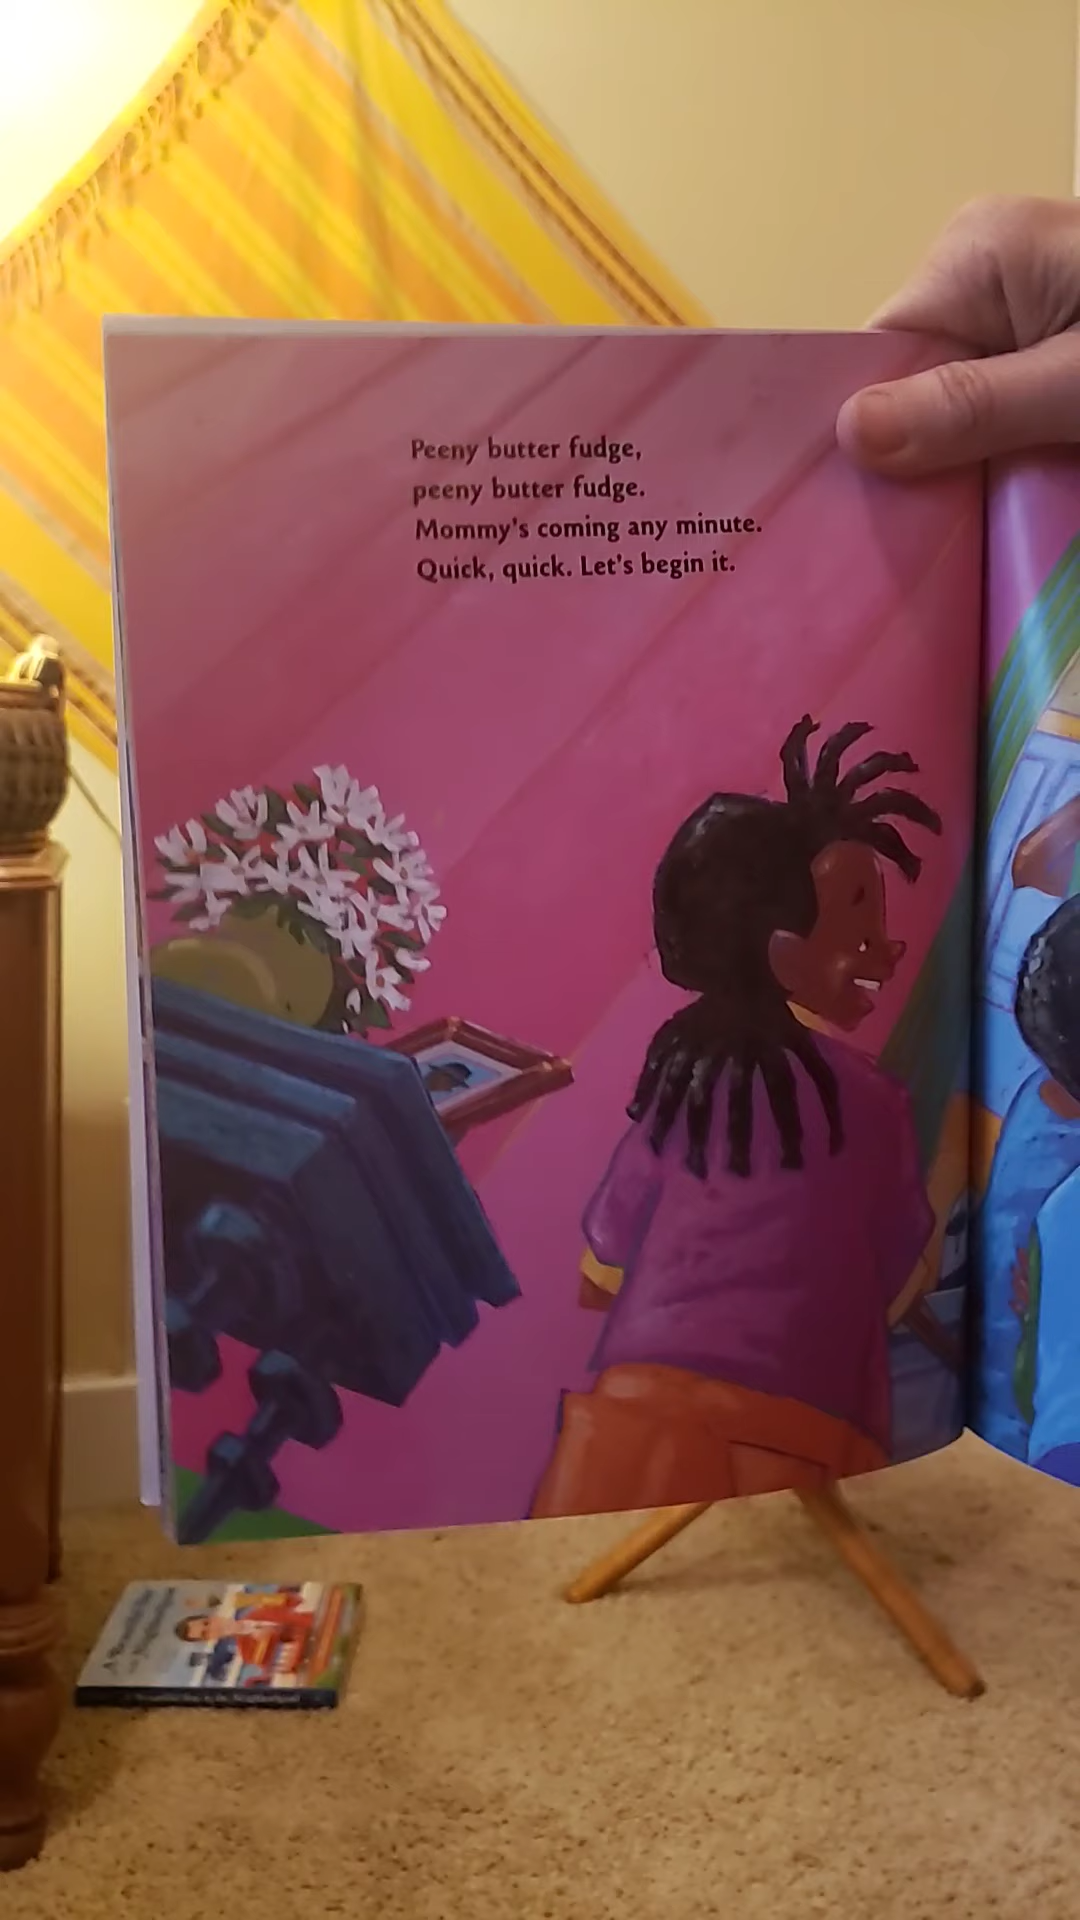 Peeny butter fudge,
peeny butter fudge.
Mommy's coming any minute.
Quick, quick. Let's begin it.